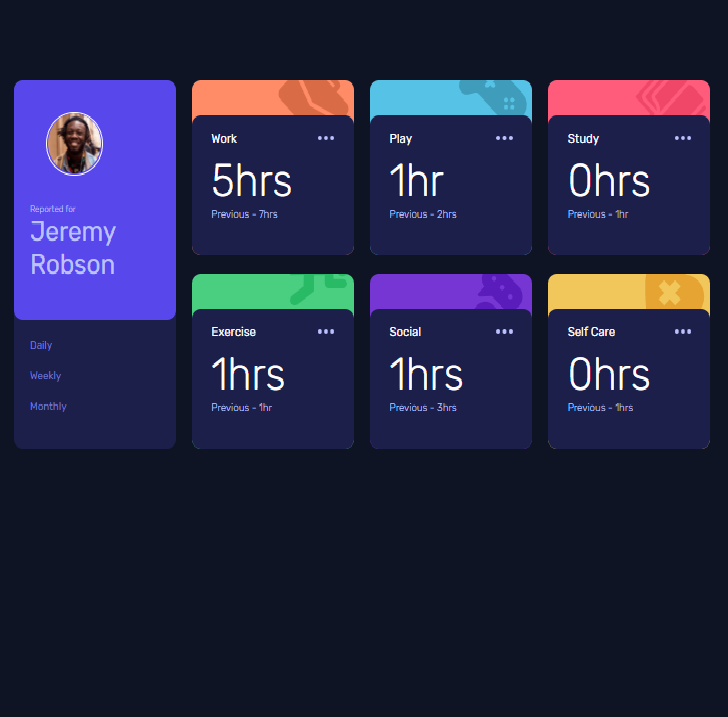 Reported for
Jeremy
Robson
Daily
Weekly
Monthly
Work
5hrs
Previous - 7hrs
Play
1hr
Previous - 2hrs
Study
0hrs
Previous - 1hr
Exercise
1hrs
Previous - 1hr
Social
1hrs
Previous - 3hrs
Self Care
0hrs
Previous - 1hrs